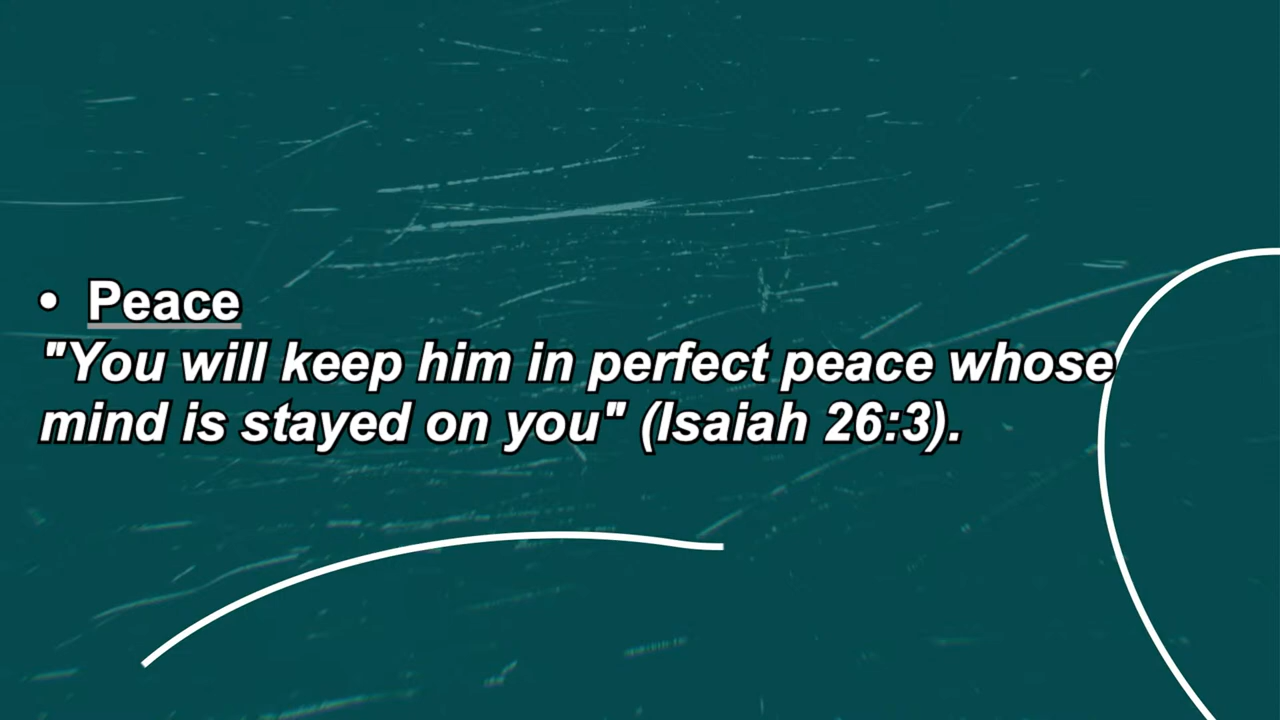 • Peace
"You will keep him in perfect peace whose
mind is stayed on you" (Isaiah 26:3).